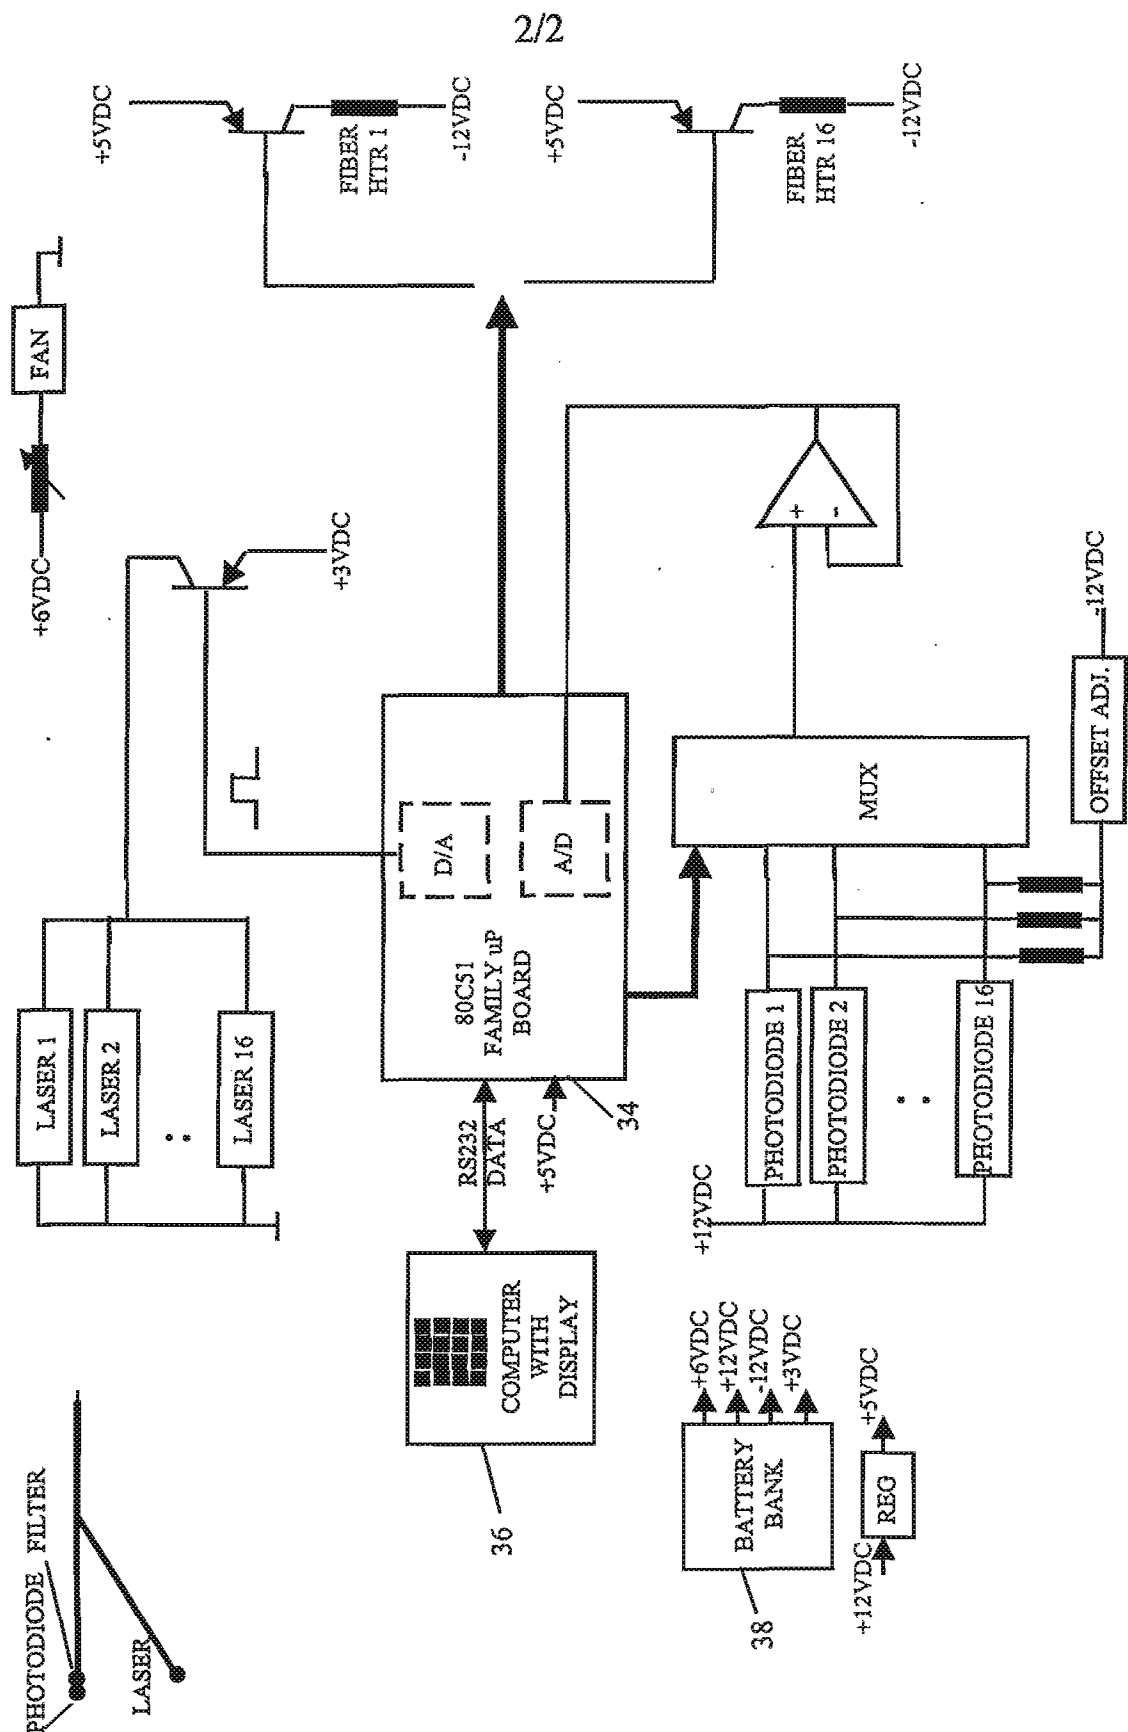 2/2
PHOTODIODE FILTER
LASER
LASER 1
LASER 2
LASER 16
+6VDC
FAN
+3VDC
+5VDC
FIBER
HTR 1
-12VDC
+5VDC
FIBER
HTR 16
-12VDC
COMPUTER
WITH
DISPLAY
36
RS232
DATA
+5VDC
34
80C51
FAMILY uP
BOARD
D/A
A/D
BATTERY
BANK
38
+6VDC
+12VDC
-12VDC
+3VDC
+12VDC
REG
+5VDC
+12VDC
PHOTODIODE 1
PHOTODIODE 2
PHOTODIODE 16
MUX
+
-
OFFSET ADJ.
-12VDC